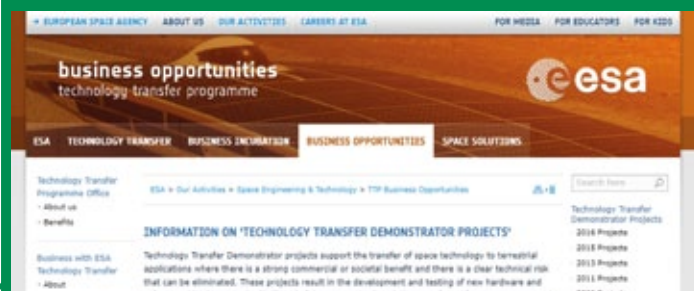 → EUROPEAN SPACE AGENCY ABOUT US OUR ACTIVITIES CAREERS AT ESA FOR MEDIA FOR EDUCATORS FOR KIDS
business opportunities
technology transfer programme
esa
ESA TECHNOLOGY TRANSFER BUSINESS INCUBATION BUSINESS OPPORTUNITIES SPACE SOLUTIONS
Technology Transfer
Programme Office
- About us
- Benefits
Business with ESA
Technology Transfer
- About
ESA > Our Activities > Space Engineering & Technology > TTP Business Opportunities
INFORMATION ON 'TECHNOLOGY TRANSFER DEMONSTRATOR PROJECTS'
Technology Transfer Demonstrator projects support the transfer of space technology to terrestrial
applications where there is a strong commercial or societal benefit and there is a clear technical risk
that can be eliminated. These projects result in the development and testing of new hardware and
Search here
Technology Transfer
Demonstrator Projects
2016 Projects
2015 Projects
2013 Projects
2011 Projects